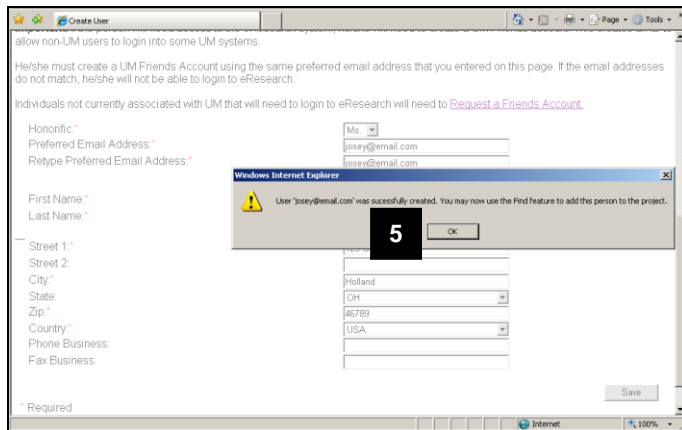 Create User
Page
Tools
allow non-UM users to login into some UM systems.
He/she must create a UM Friends Account using the same preferred email address that you entered on this page. If the email addresses
do not match, he/she will not be able to login to eResearch.
Individuals not currently associated with UM that will need to login to eResearch will need to Request a Friends Account.
Honorific:* Ms.
Preferred Email Address:* josey@email.com
Retype Preferred Email Address:* josey@email.com
Windows Internet Explorer
User 'josey@email.com' was sucessfully created. You may now use the Find feature to add this person to the project.
5 OK
First Name:*
Last Name:*
Street 1:*
Street 2:
City:* Holland
State: OH
Zip:* 46789
Country:* USA
Phone Business:
Fax Business:
Save
* Required
Internet 100%